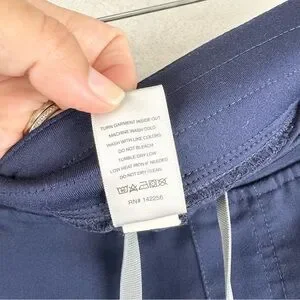 TURN GARMENT INSIDE OUT
MACHINE WASH COLD
WASH WITH LIKE COLORS
DO NOT BLEACH
TUMBLE DRY LOW
LOW HEAT IRON IF NEEDED
DO NOT DRY CLEAN
RN# 142256